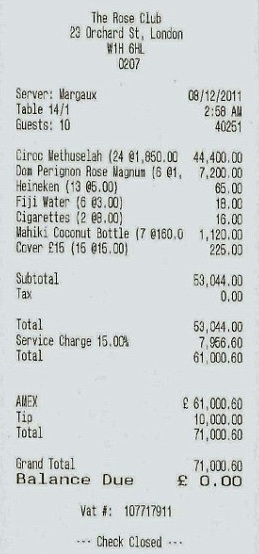 The Rose Club
23 Orchard St, London
W1H 6HL
0207
Server: Margaux 08/12/2011
Table 14/1 2:58 AM
Guests: 10 40251
Ciroc Methuselah (24 @1,850.00 44,400.00
Dom Perignon Rose Magnum (6 @1, 7,200.00
Heineken (13 @5.00) 65.00
Fiji Water (6 @3.00) 18.00
Cigarettes (2 @8.00) 16.00
Mahiki Coconut Bottle (7 @160.0 1,120.00
Cover £15 (15 @15.00) 225.00
Subtotal 53,044.00
Tax 0.00
Total 53,044.00
Service Charge 15.00% 7,956.60
Total 61,000.60
AMEX £ 61,000.60
Tip 10,000.00
Total 71,000.60
Grand Total 71,000.60
Balance Due £ 0.00
Vat #: 107717911
--- Check Closed ---